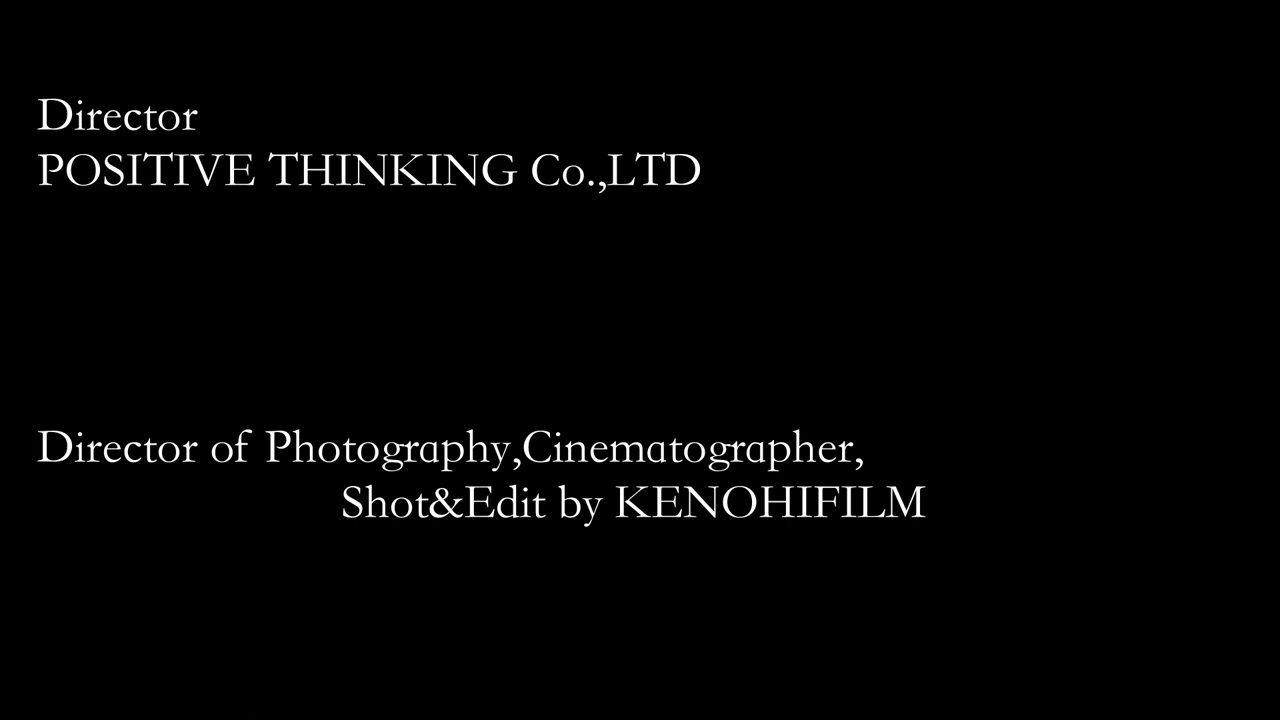 Director
POSITIVE THINKING Co.,LTD
Director of Photography,Cinematographer,
Shot&Edit by KENOHIFILM